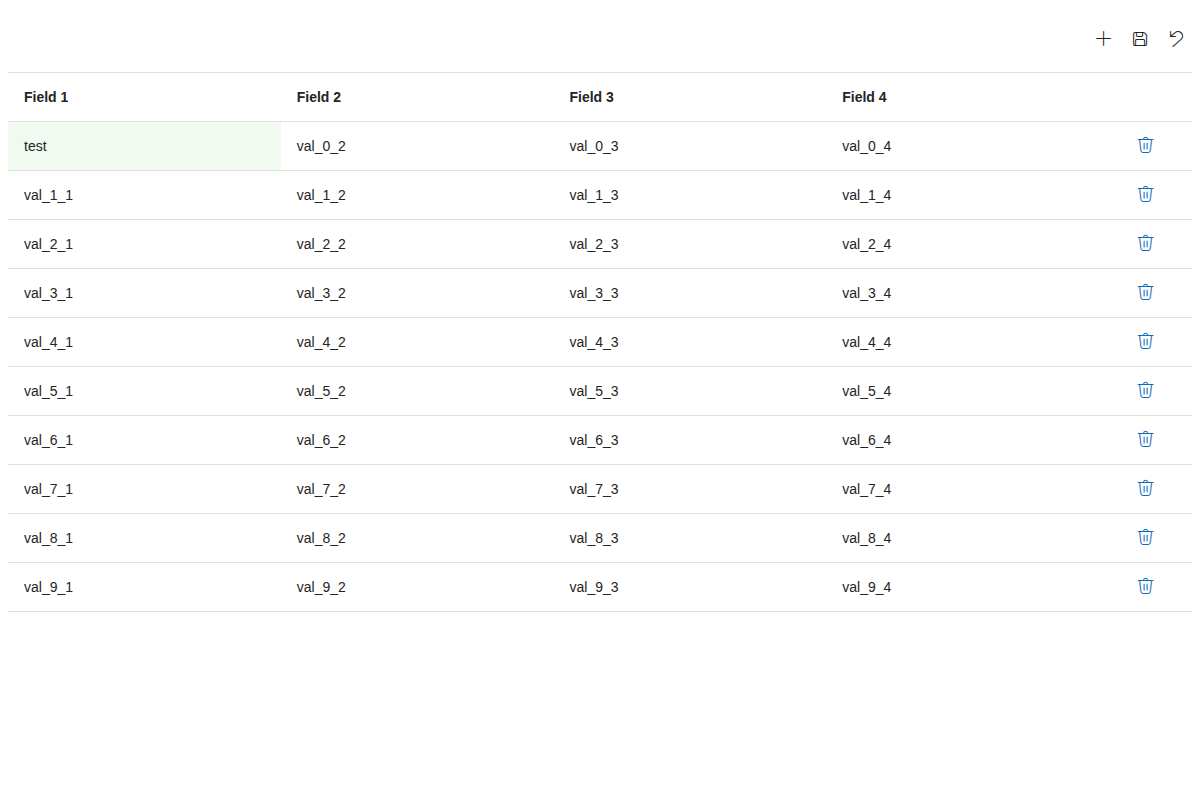 Field 1 Field 2 Field 3 Field 4
test val_0_2 val_0_3 val_0_4
val_1_1 val_1_2 val_1_3 val_1_4
val_2_1 val_2_2 val_2_3 val_2_4
val_3_1 val_3_2 val_3_3 val_3_4
val_4_1 val_4_2 val_4_3 val_4_4
val_5_1 val_5_2 val_5_3 val_5_4
val_6_1 val_6_2 val_6_3 val_6_4
val_7_1 val_7_2 val_7_3 val_7_4
val_8_1 val_8_2 val_8_3 val_8_4
val_9_1 val_9_2 val_9_3 val_9_4